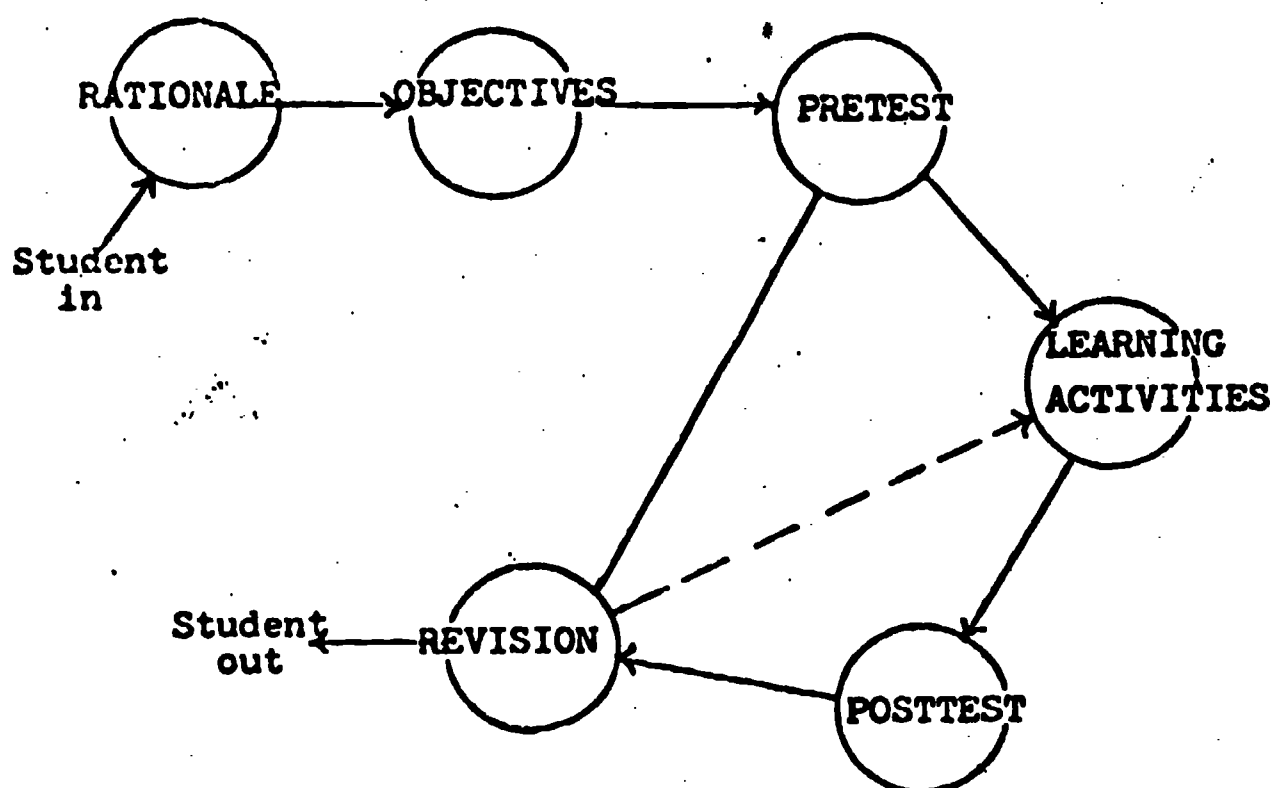 RATIONALE
OBJECTIVES
PRETEST
Student
in
LEARNING
ACTIVITIES
Student
out
REVISION
POSTTEST